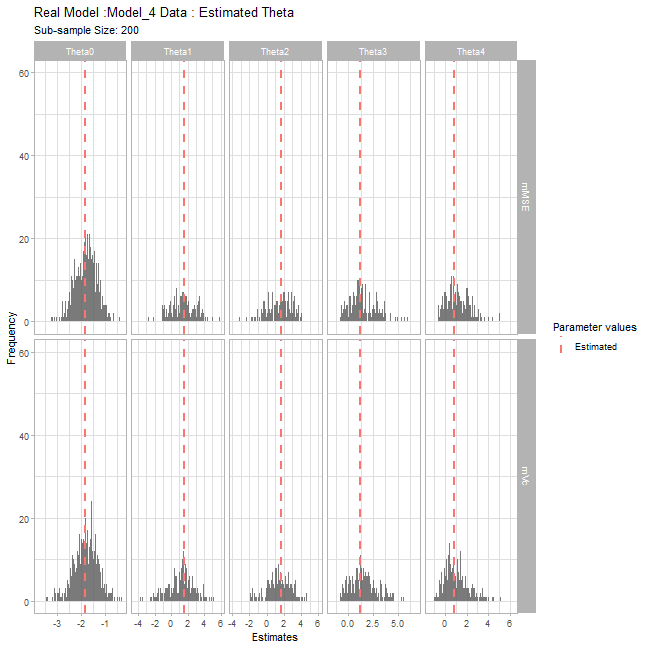 Real Model :Model_4 Data : Estimated Theta
Sub-sample Size: 200
Theta0 Theta1 Theta2 Theta3 Theta4
60
40
20
0
mMSE
Frequency
Parameter values
Estimated
60
40
20
0
mVc
-3 -2 -1 -4 -2 0 2 4 6 -4 -2 0 2 4 6 0.0 2.5 5.0 0 2 4 6
Estimates